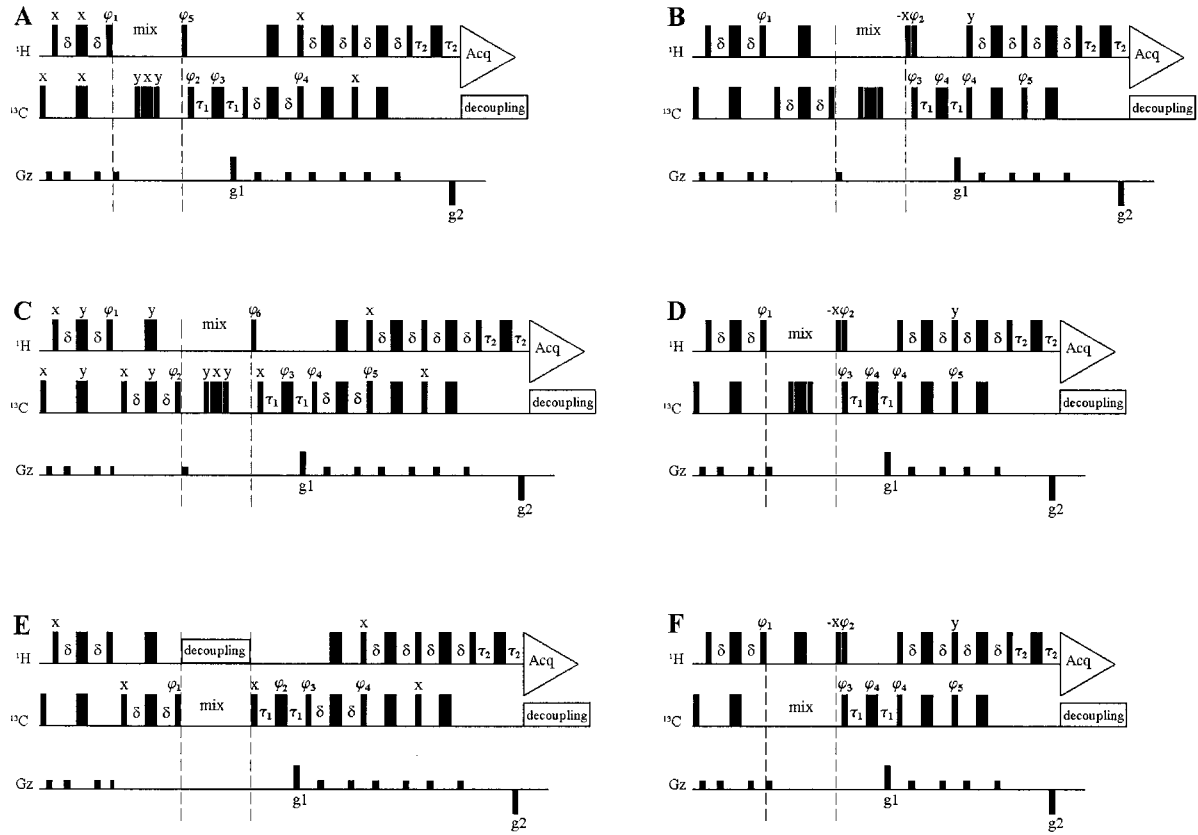 A
x x φ1 mix φ5 x
¹H δ δ δ δ δ δ τ2 τ2 Acq
x x y x y φ2 φ3 φ4 x
¹³C τ1 τ1 δ δ decoupling
Gz
g1
g2
B
φ1 mix -x φ2 y
¹H δ δ δ δ δ δ τ2 τ2 Acq
φ3 φ4 φ4 φ5
¹³C δ δ τ1 τ1 decoupling
Gz
g1
g2
C
x y φ1 y mix φ6 x
¹H δ δ δ δ δ δ τ2 τ2 Acq
x y x y φ2 y x y x φ3 φ4 φ5 x
¹³C δ δ τ1 τ1 δ δ decoupling
Gz
g1
g2
D
φ1 mix -x φ2 y
¹H δ δ δ δ δ δ τ2 τ2 Acq
φ3 φ4 φ4 φ5
¹³C τ1 τ1 decoupling
Gz
g1
g2
E
x x
¹H δ δ decoupling δ δ δ δ τ2 τ2 Acq
x φ1 mix x φ2 φ3 φ4 x
¹³C δ δ τ1 τ1 δ δ decoupling
Gz
g1
g2
F
φ1 -x φ2 y
¹H δ δ δ δ δ δ τ2 τ2 Acq
mix φ3 φ4 φ4 φ5
¹³C τ1 τ1 decoupling
Gz
g1
g2